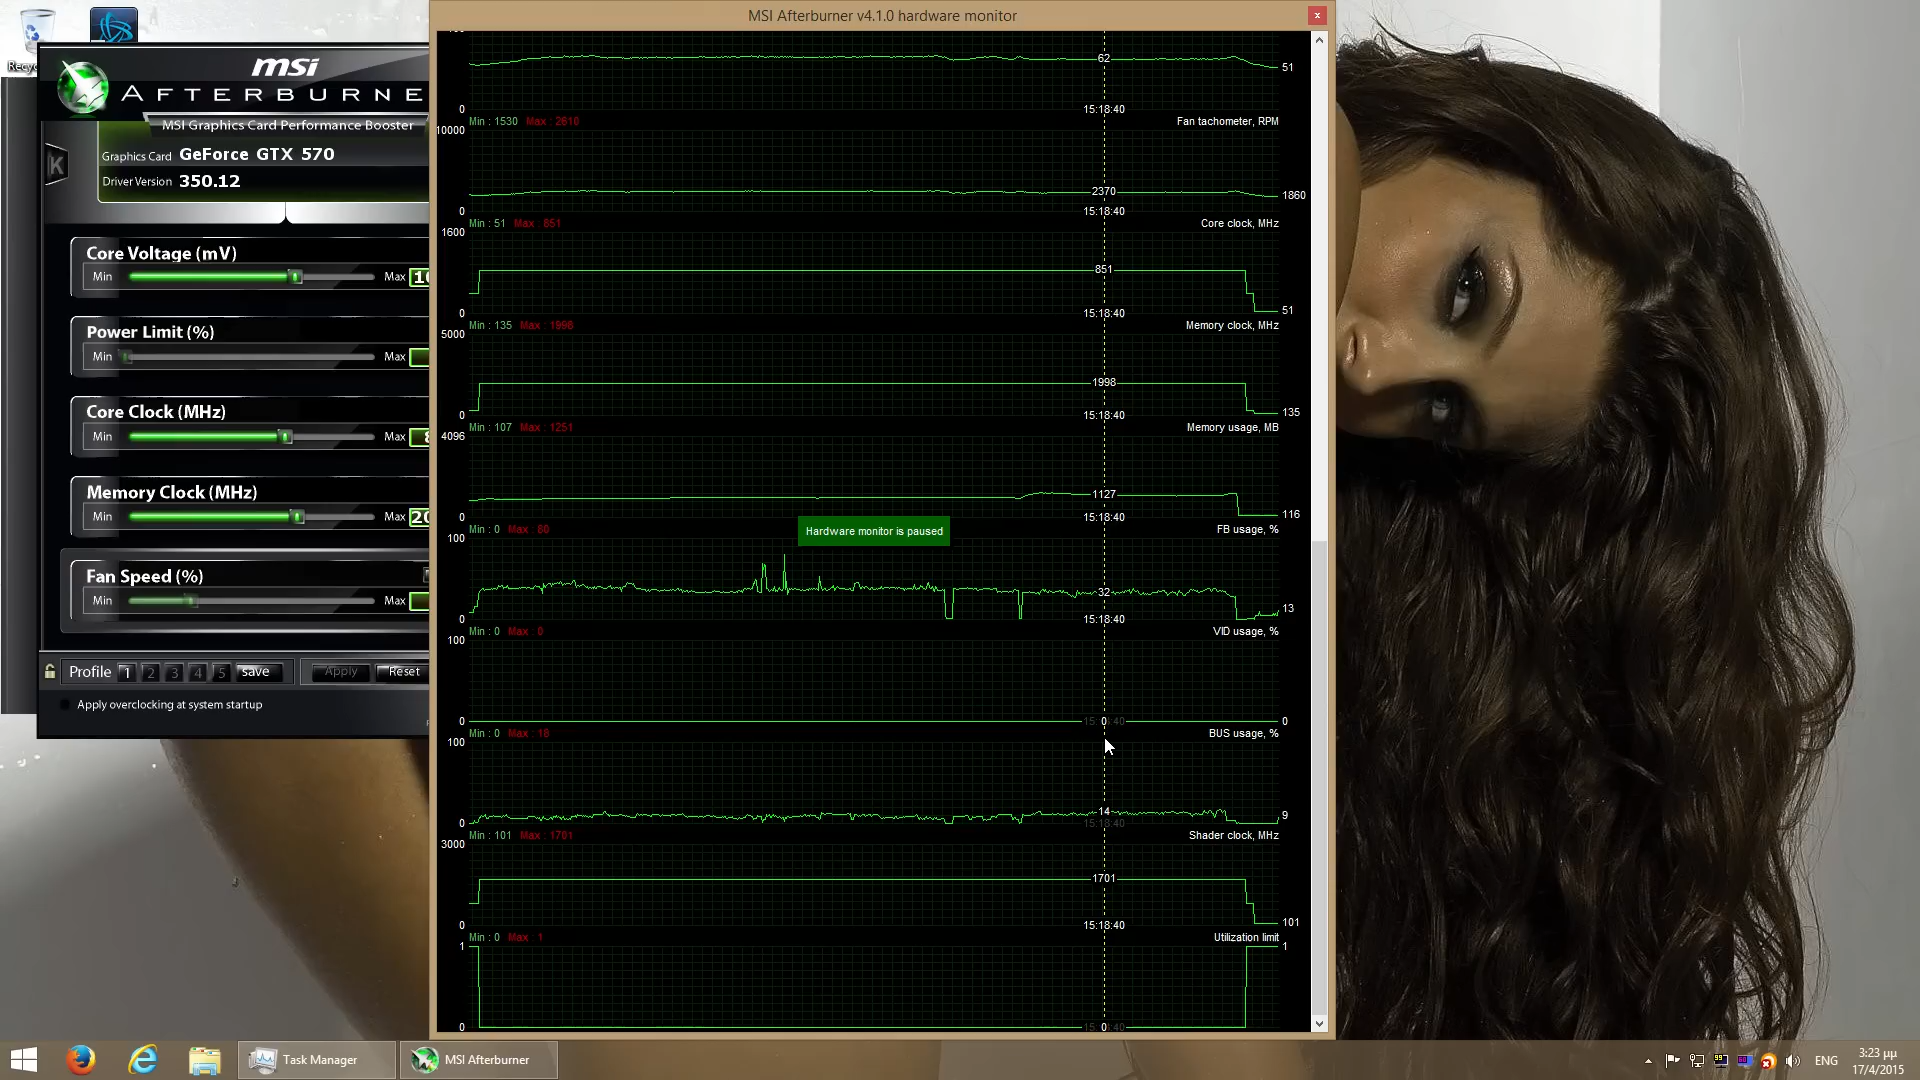 MSI Afterburner v4.1.0 hardware monitor
x
msi
AFTERBURNE
MSI Graphics Card Performance Booster
Graphics Card GeForce GTX 570
Driver Version 350.12
K
Core Voltage (mV)
Min Max
Power Limit (%)
Min Max
Core Clock (MHz)
Min Max
Memory Clock (MHz)
Min Max 20
Fan Speed (%)
Min Max
Profile 1 2 3 4 5 save Apply Reset
Apply overclocking at system startup
62
51
0 15:18:40
Min : 1530 Max : 2610 Fan tachometer, RPM
10000
2370
1860
0 15:18:40
Min : 51 Max : 851 Core clock, MHz
1600
851
51
0 15:18:40
Min : 135 Max : 1998 Memory clock, MHz
5000
1998
135
0 15:18:40
Min : 107 Max : 1251 Memory usage, MB
4096
1127
116
0 15:18:40
Min : 0 Max : 80 FB usage, %
Hardware monitor is paused
100
32
13
0 15:18:40
Min : 0 Max : 0 VID usage, %
100
0 0 0
Min : 0 Max : 18 BUS usage, %
100
14
9
0 15:18:40
Min : 101 Max : 1701 Shader clock, MHz
3000
1701
101
0 15:18:40
Min : 0 Max : 1 Utilization limit
1 1
0 0
Task Manager
MSI Afterburner
ENG
3:23 μμ
17/4/2015